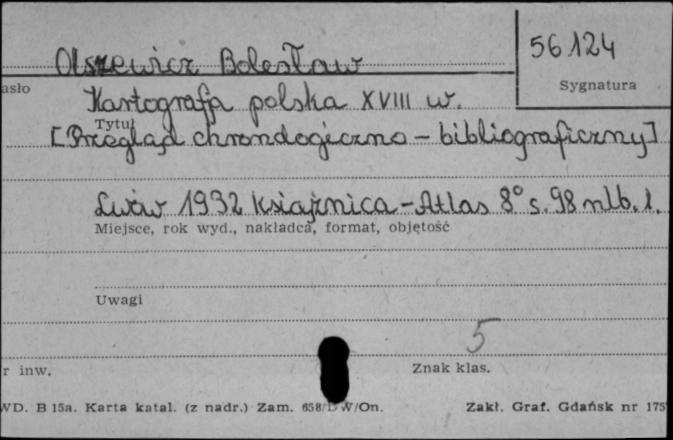 Olszewicz Bolesław
56124
asło
Sygnatura
Kartografja polska XVIII w.
Tytuł
[Przegląd chronologiczno – bibliograficzny]
Lwów 1932 Książnica – Atlas 8° s. 98 nlb. 1.
Miejsce, rok wyd., nakładca, format, objętość
Uwagi
5
r inw.
Znak klas.
WD. B 15a. Karta katal. (z nadr.) Zam. 658/DW/On.
Zakł. Graf. Gdańsk nr 175